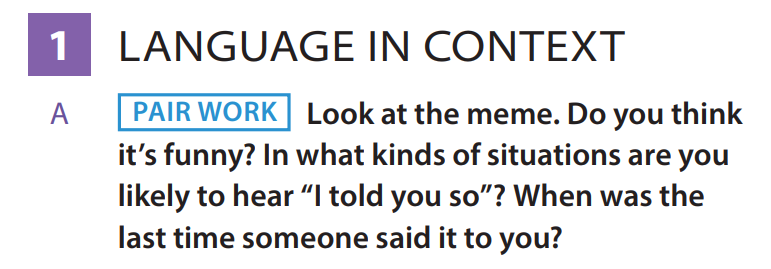 1 LANGUAGE IN CONTEXT
A PAIR WORK Look at the meme. Do you think
it’s funny? In what kinds of situations are you
likely to hear “I told you so”? When was the
last time someone said it to you?